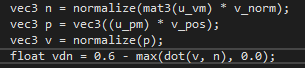 vec3 n = normalize(mat3(u_vm) * v_norm);
vec3 p = vec3((u_pm) * v_pos);
vec3 v = normalize(p);
float vdn = 0.6 - max(dot(v, n), 0.0);